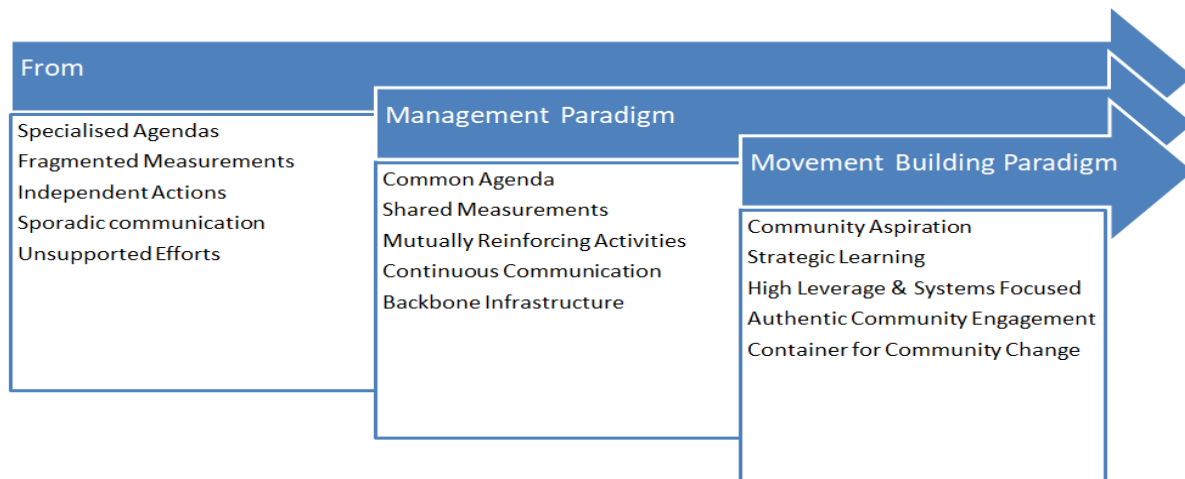 From
Specialised Agendas
Fragmented Measurements
Independent Actions
Sporadic communication
Unsupported Efforts
Management Paradigm
Common Agenda
Shared Measurements
Mutually Reinforcing Activities
Continuous Communication
Backbone Infrastructure
Movement Building Paradigm
Community Aspiration
Strategic Learning
High Leverage & Systems Focused
Authentic Community Engagement
Container for Community Change